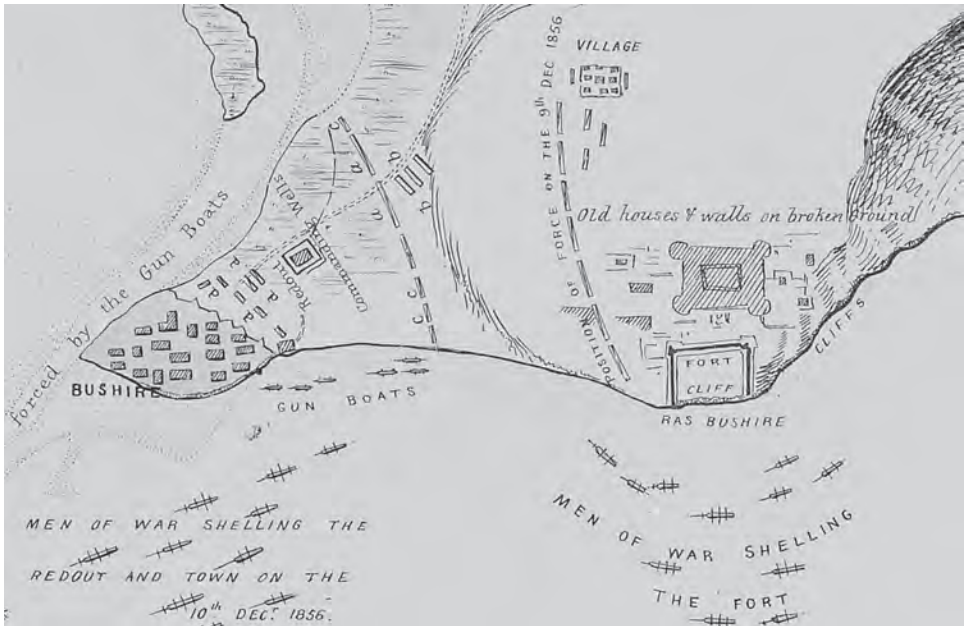 VILLAGE
POSITION OF FORCE ON THE 9th DEC 1856
Old houses & walls on broken Ground
forced by the Gun Boats
Redout
Commanding Wells
c
a
a
b
b
C
C
d
d
d
d
BUSHIRE
GUN BOATS
FORT
CLIFF
CLIFFS
RAS BUSHIRE
MEN OF WAR SHELLING THE
REDOUT AND TOWN ON THE
10th DECr. 1856.
MEN OF WAR SHELLING
THE FORT